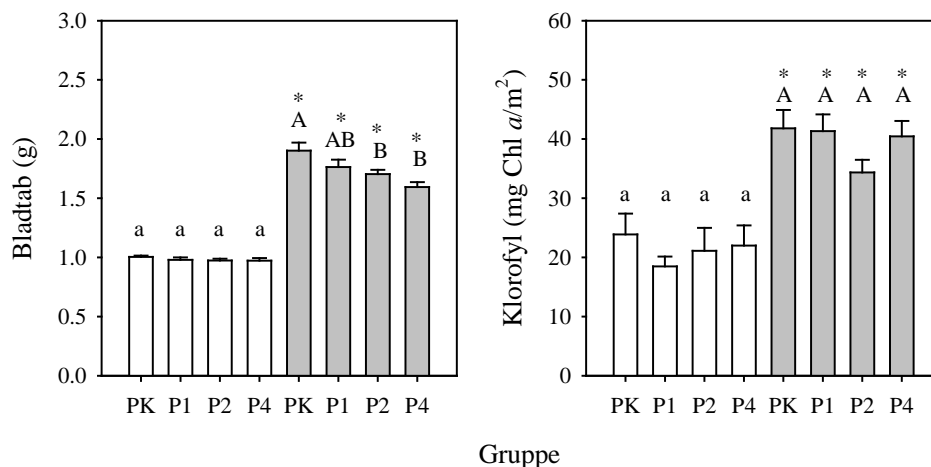 3.0
2.5
2.0
1.5
1.0
0.5
0.0
Bladtab (g)
a a a a
*
A
*
AB
*
B
*
B
PK P1 P2 P4 PK P1 P2 P4
60
50
40
30
20
10
0
Klorofyl (mg Chl a/m²)
a a a a
* * * *
A A A A
PK P1 P2 P4 PK P1 P2 P4
Gruppe